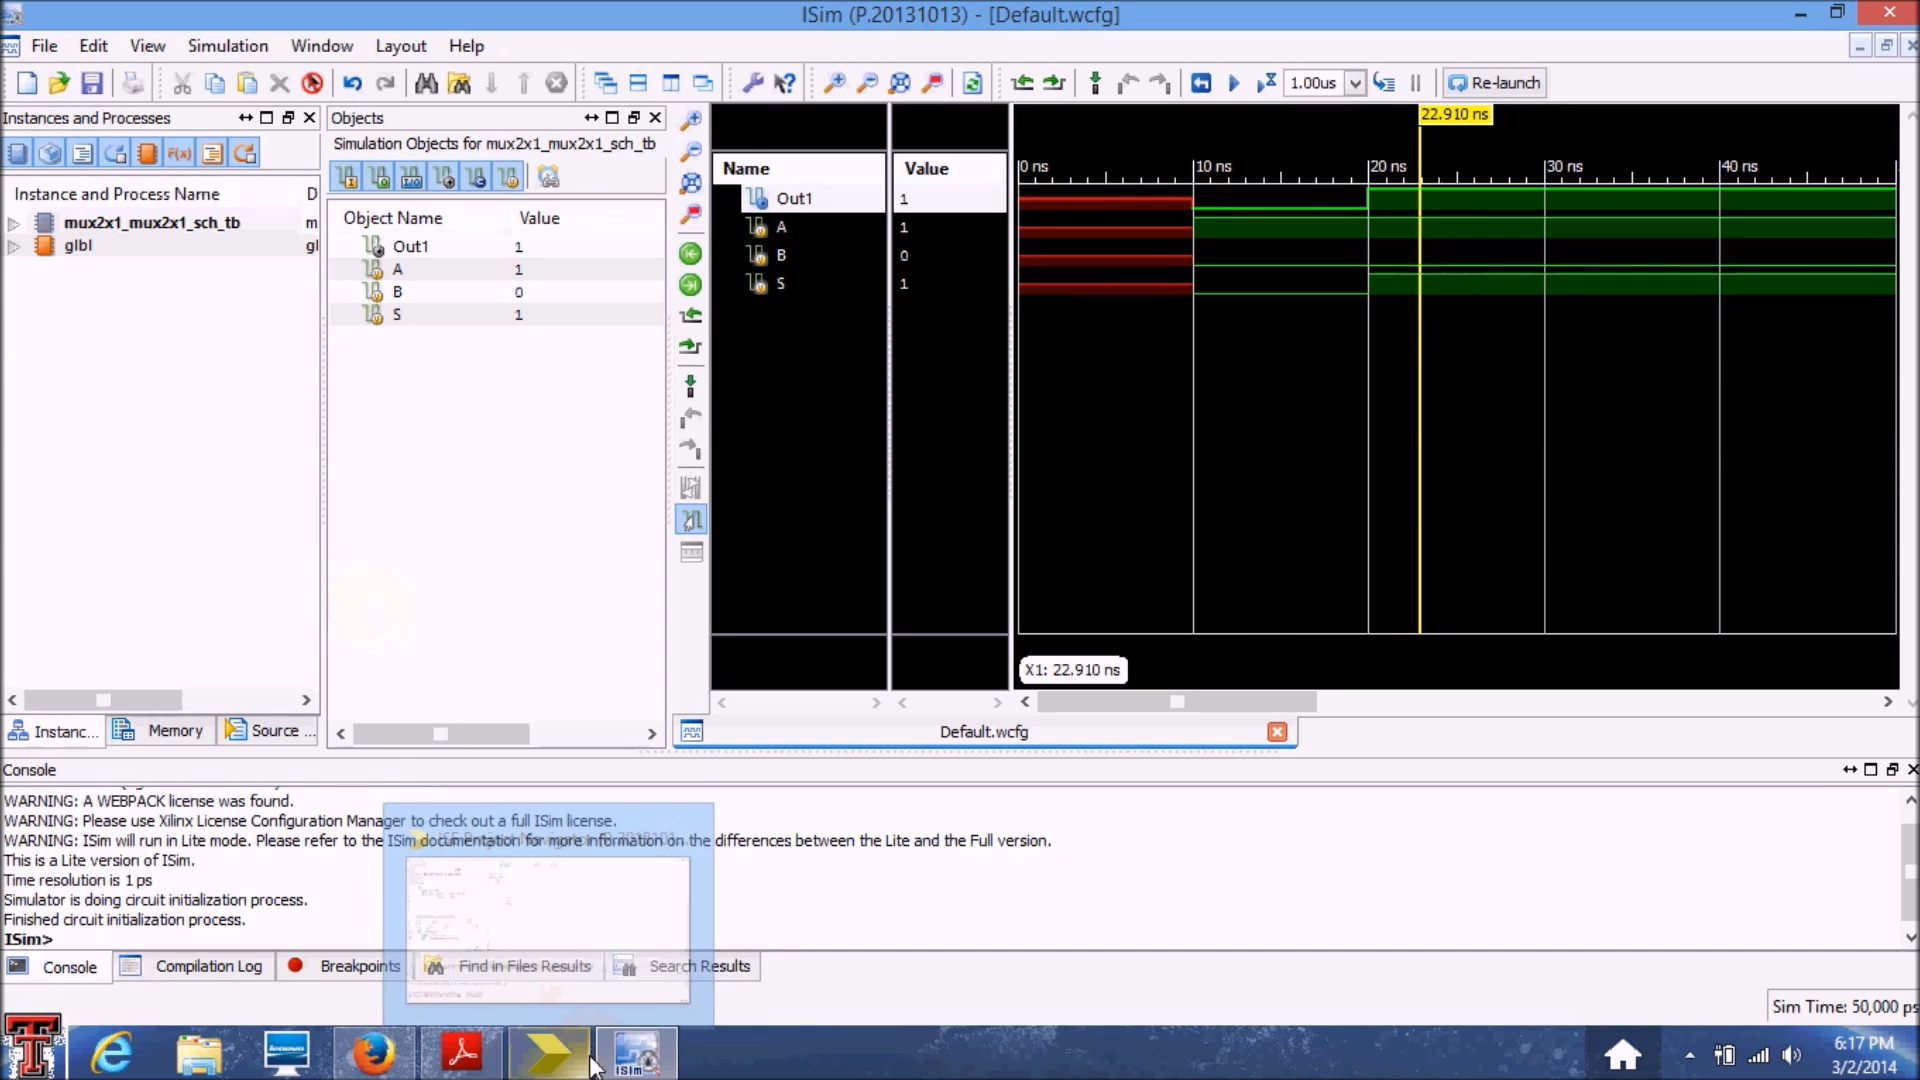 ISim (P.20131013) - [Default.wcfg]
File Edit View Simulation Window Layout Help
1.00us Re-launch
Instances and Processes
Objects
22.910 ns
Simulation Objects for mux2x1_mux2x1_sch_tb
Name Value
0 ns 10 ns 20 ns 30 ns 40 ns
Instance and Process Name D
mux2x1_mux2x1_sch_tb m
glbl gl
Object Name Value
Out1 1
A 1
B 0
S 1
Out1 1
A 1
B 0
S 1
X1: 22.910 ns
Instanc... Memory Source ...
Default.wcfg
Console
WARNING: A WEBPACK license was found.
WARNING: Please use Xilinx License Configuration Manager to check out a full ISim license.
WARNING: ISim will run in Lite mode. Please refer to the ISim documentation for more information on the differences between the Lite and the Full version.
This is a Lite version of ISim.
Time resolution is 1 ps
Simulator is doing circuit initialization process.
Finished circuit initialization process.
ISim>
Console Compilation Log Breakpoints Find in Files Results Search Results
Sim Time: 50,000 ps
lenovo
ISim
6:17 PM
3/2/2014